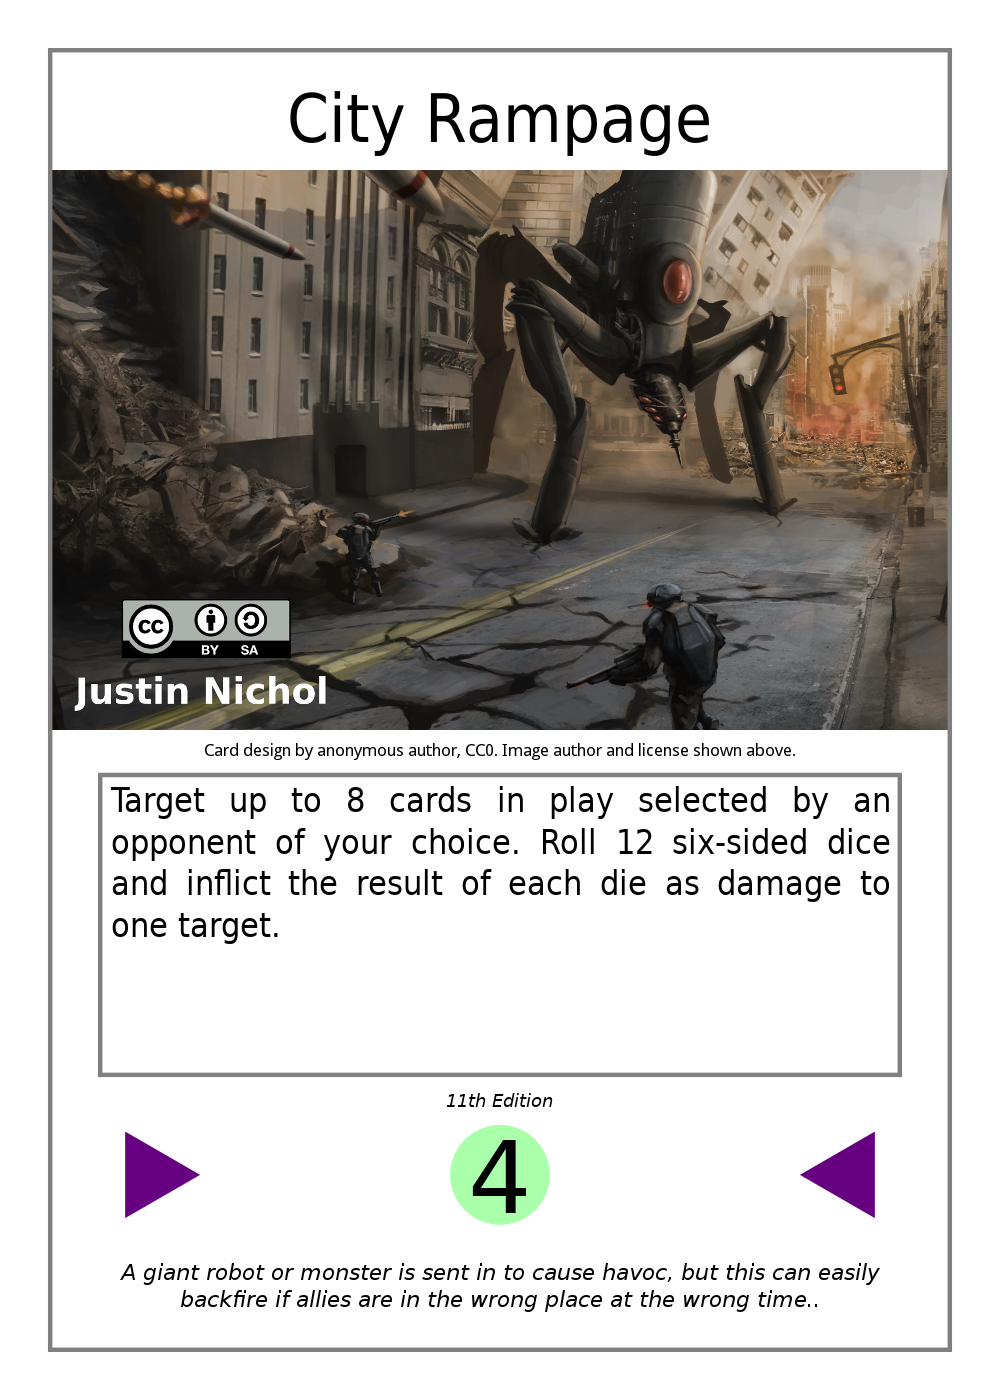 City Rampage
cc
BY SA
Justin Nichol
Card design by anonymous author, CC0. Image author and license shown above.
Target up to 8 cards in play selected by an
opponent of your choice. Roll 12 six-sided dice
and inflict the result of each die as damage to
one target.
11th Edition
4
A giant robot or monster is sent in to cause havoc, but this can easily
backfire if allies are in the wrong place at the wrong time..